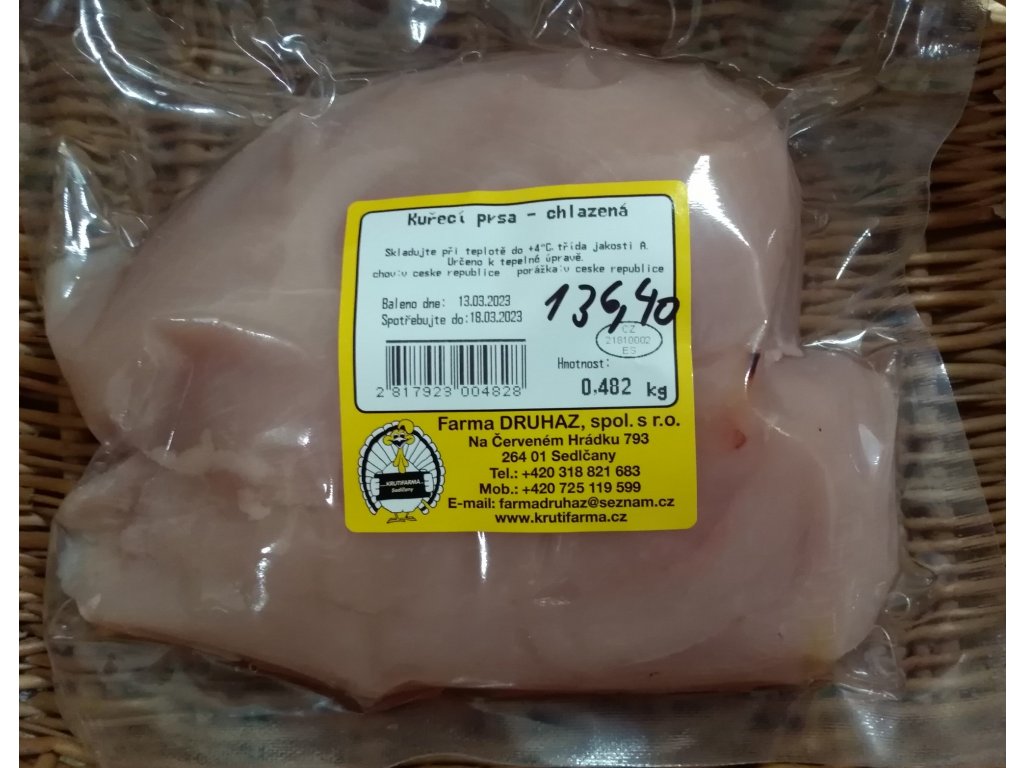 Kuřecí prsa - chlazená
Skladujte při teplotě do +4°C.třída jakosti A.
Určeno k tepelné úpravě.
chov:v ceske republice porážka:v ceske republice
Baleno dne: 13.03.2023
Spotřebujte do:18.03.2023
136,40
CZ
21810002
ES
Hmotnost:
0,482 kg
2 817923 004828
Farma DRUHAZ, spol. s r.o.
Na Červeném Hrádku 793
264 01 Sedlčany
Tel.: +420 318 821 683
Mob.: +420 725 119 599
E-mail: farmadruhaz@seznam.cz
www.krutifarma.cz
KRUTIFARMA
Sedlčany